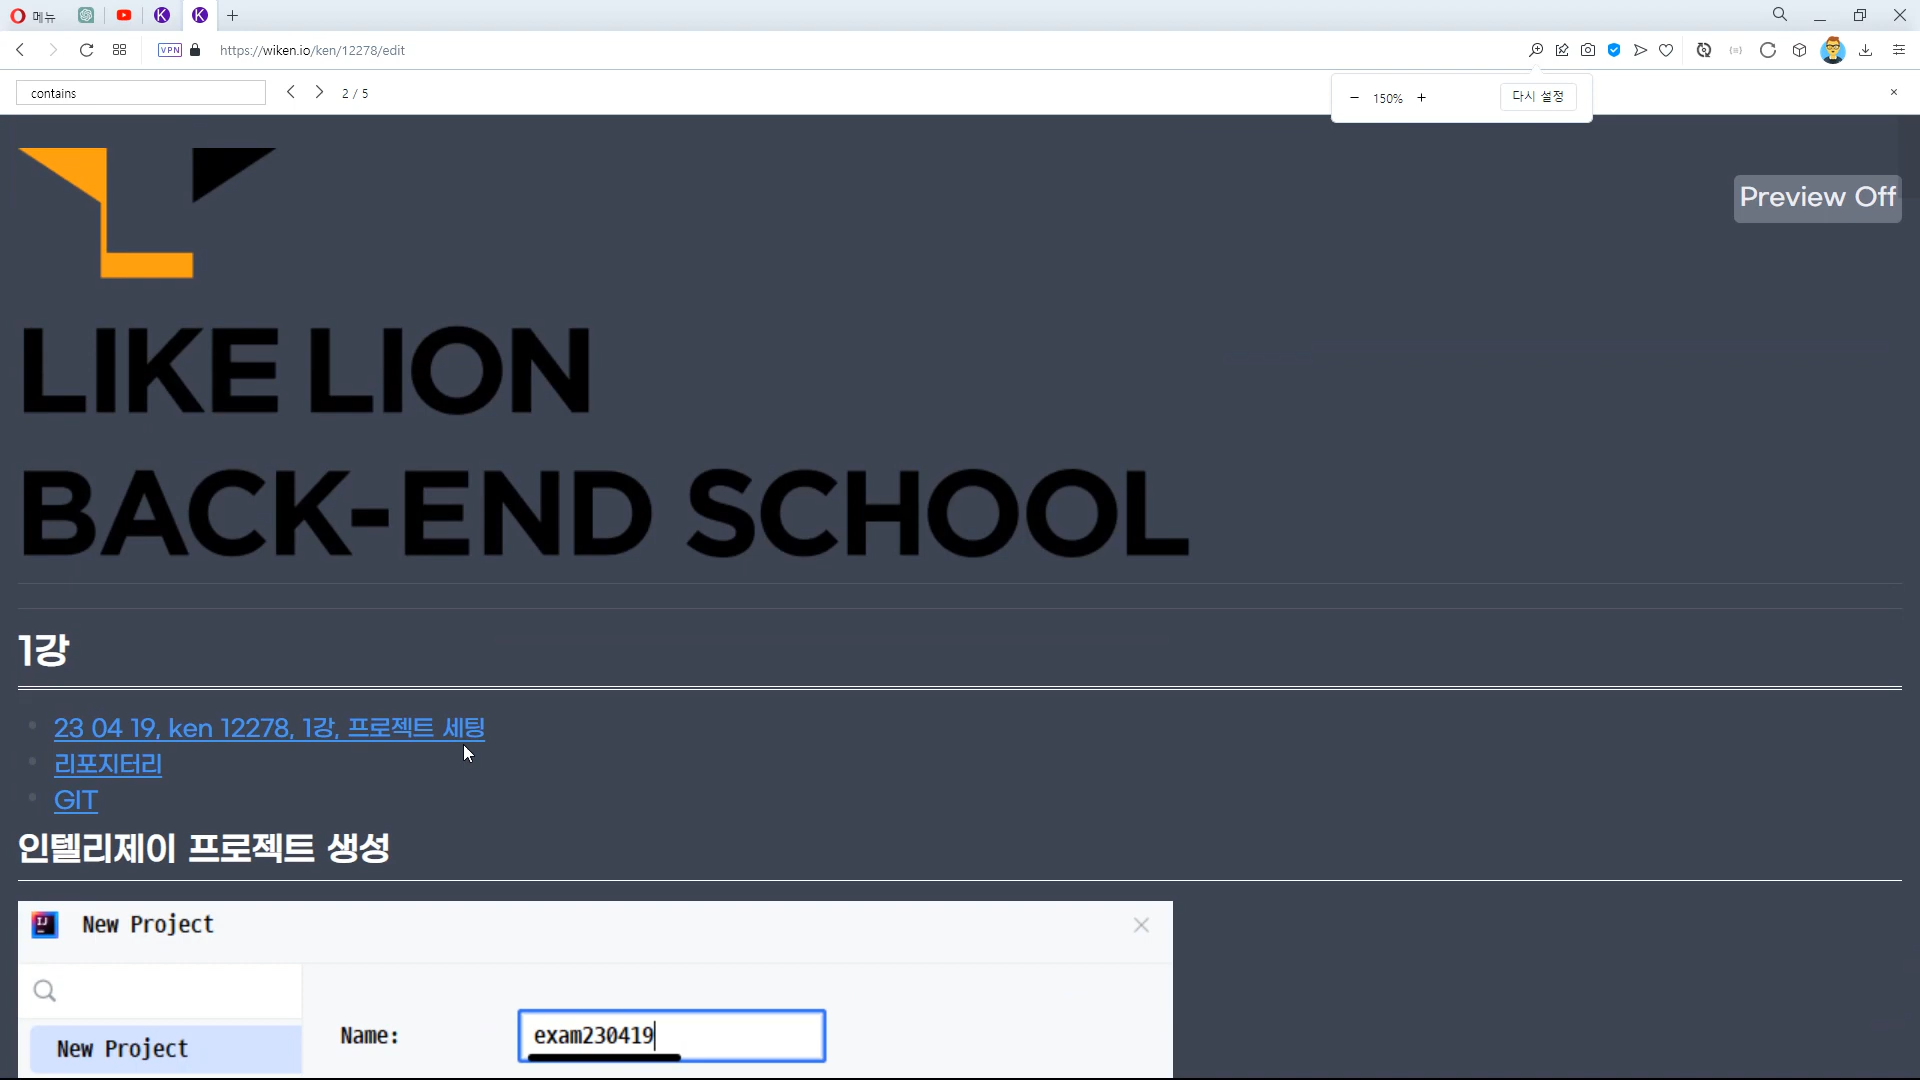 메뉴
VPN
https://wiken.io/ken/12278/edit
contains
2 / 5
150%
다시 설정
Preview Off
LIKE LION
BACK-END SCHOOL
1강
23 04 19, ken 12278, 1강, 프로젝트 세팅
리포지터리
GIT
인텔리제이 프로젝트 생성
IJ New Project
Name: exam230419
New Project